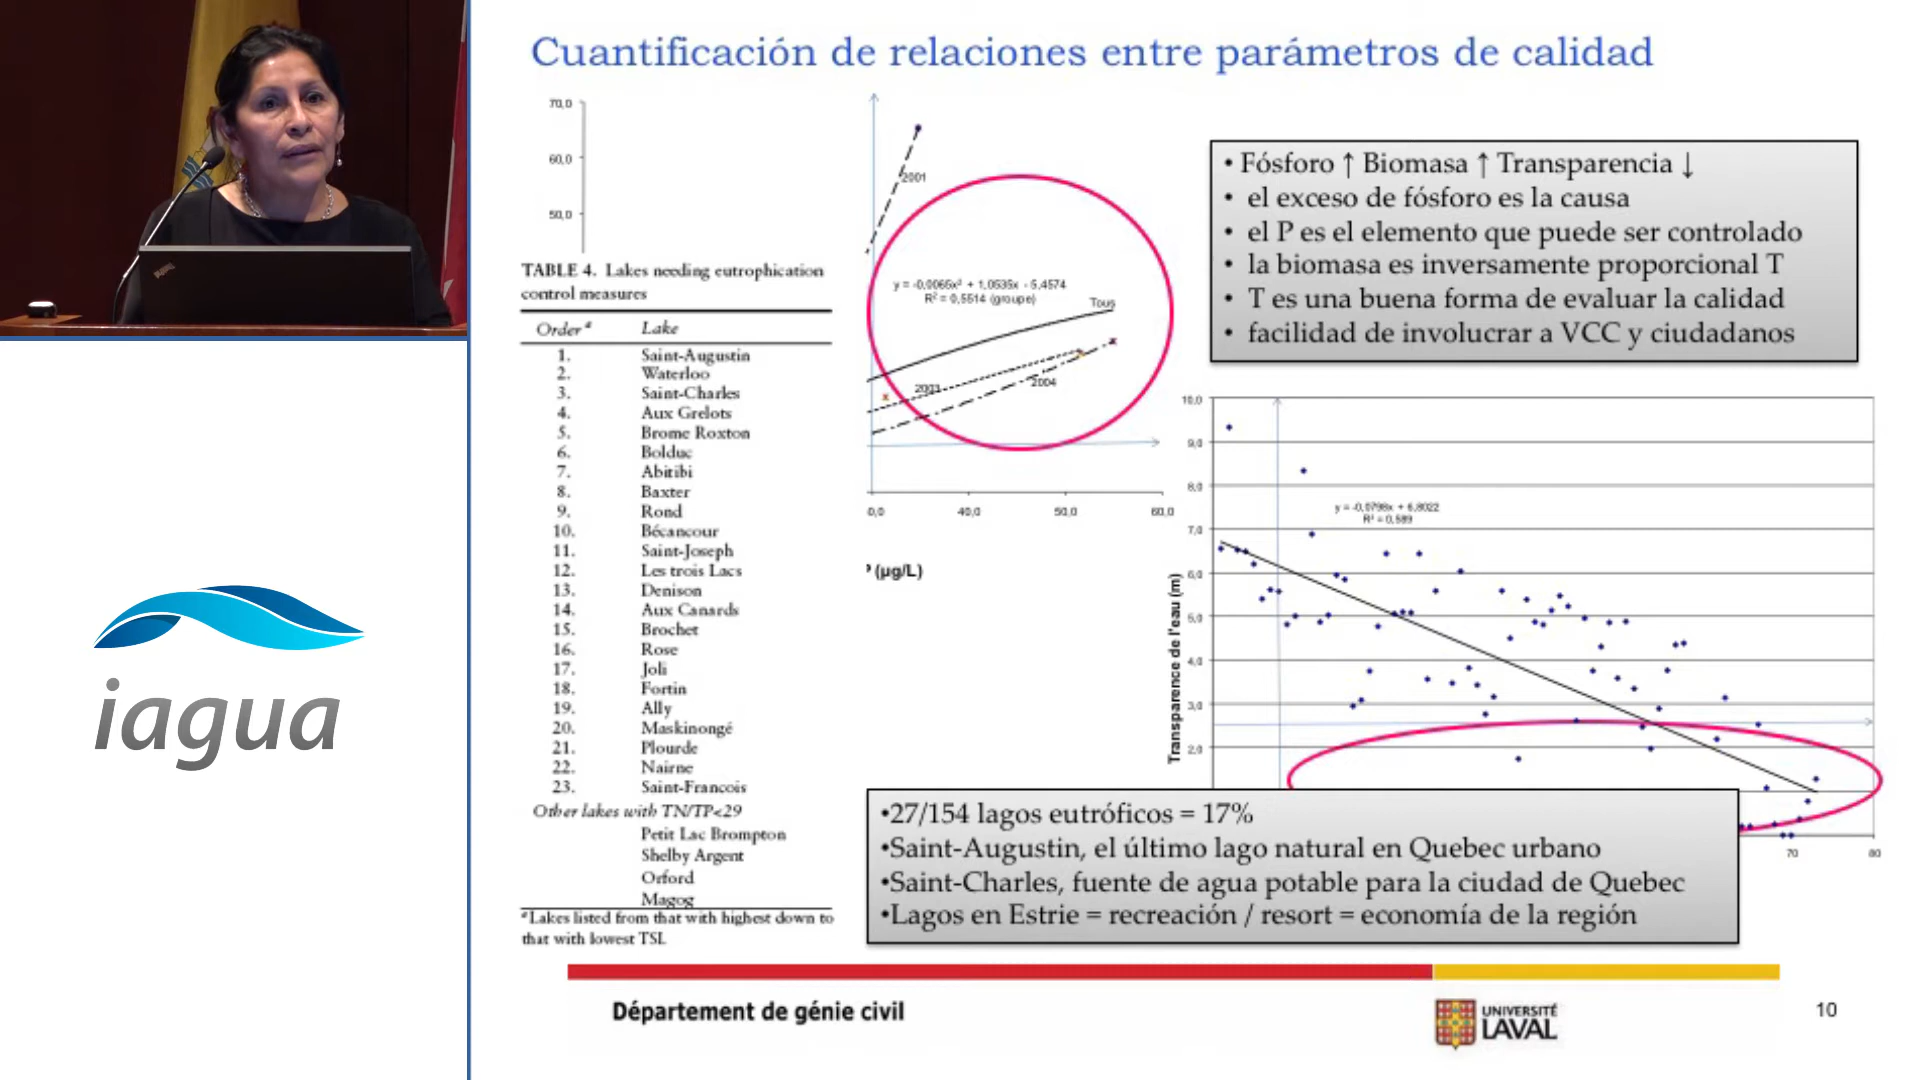 Cuantificación de relaciones entre parámetros de calidad
70,0
60,0
50,0
TABLE 4. Lakes needing eutrophication
control measures
Order a Lake
1. Saint-Augustin
2. Waterloo
3. Saint-Charles
4. Aux Grelots
5. Brome Roxton
6. Bolduc
7. Abitibi
8. Baxter
9. Rond
10. Bécancour
11. Saint-Joseph
12. Les trois Lacs
13. Denison
14. Aux Canards
15. Brochet
16. Rose
17. Joli
18. Fortin
19. Ally
20. Maskinongé
21. Plourde
22. Nairne
23. Saint-Francois
Other lakes with TN/TP<29
Petit Lac Brompton
Shelby Argent
Orford
Magog
a Lakes listed from that with highest down to
that with lowest TSI.
2001
y = -0,0065x² + 1,0535x - 5,4574
R² = 0,5514 (groupe)
Tous
2003
2004
0,0 40,0 50,0 60,0
P (µg/L)
• Fósforo ↑ Biomasa ↑ Transparencia ↓
• el exceso de fósforo es la causa
• el P es el elemento que puede ser controlado
• la biomasa es inversamente proporcional T
• T es una buena forma de evaluar la calidad
• facilidad de involucrar a VCC y ciudadanos
10,0
9,0
8,0
y = -0,0798x + 6,8022
R² = 0,589
7,0
6,0
5,0
4,0
3,0
2,0
Transparence de l'eau (m)
70 80
•27/154 lagos eutróficos = 17%
•Saint-Augustin, el último lago natural en Quebec urbano
•Saint-Charles, fuente de agua potable para la ciudad de Quebec
•Lagos en Estrie = recreación / resort = economía de la región
iagua
Département de génie civil
UNIVERSITÉ
LAVAL
10